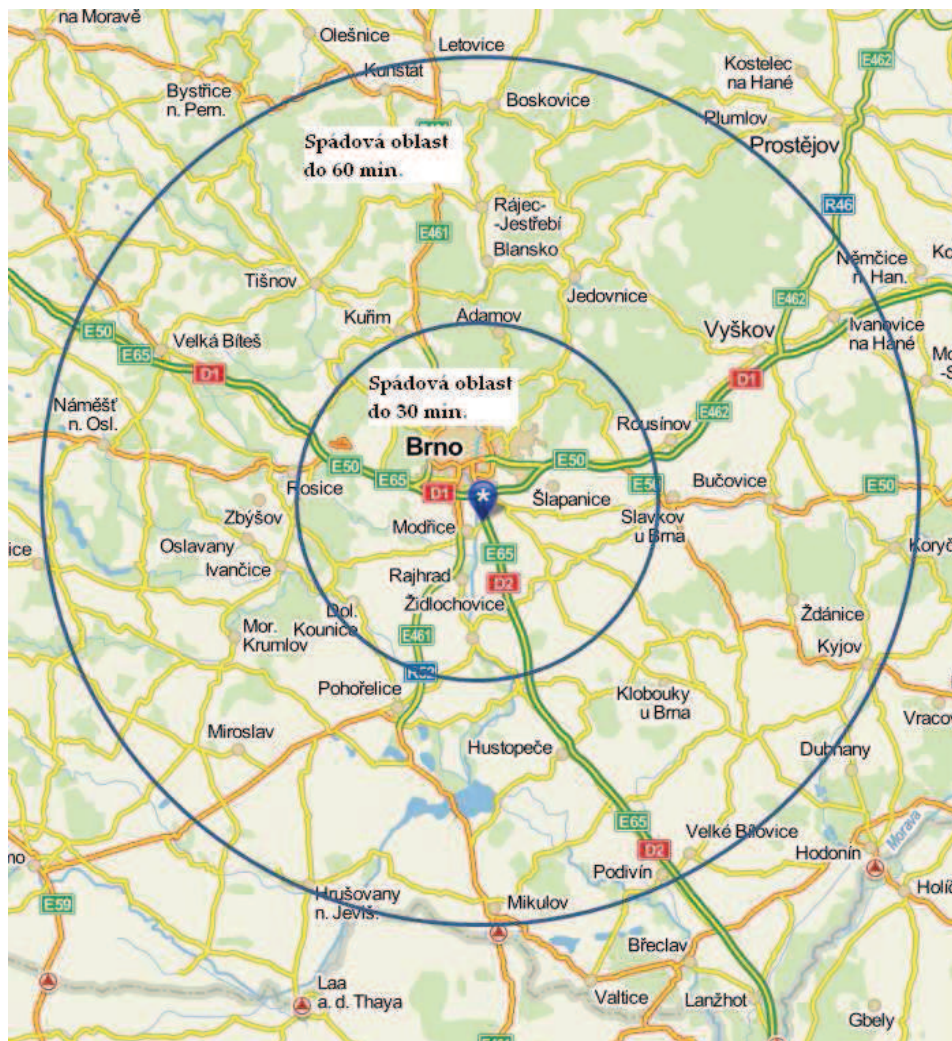 na Moravě
Olešnice
Letovice
E462
Kunštát
Kostelec
na Hané
Bystřice
n. Pern.
Boskovice
Plumlov
Prostějov
Spádová oblast
do 60 min.
Rájec-
-Jestřebí
R46
E461
Blansko
Němčice
n. Han.
Tišnov
Jedovnice
E462
Kuřim
Adamov
Vyškov
Ivanovice
na Hané
E50
E65
Velká Bíteš
D1
D1
Spádová oblast
do 30 min.
Náměšť
n. Osl.
E462
Rousínov
Brno
E50
E50
E65
D1
Rosice
Šlapanice
E50
Bučovice
E50
Zbýšov
Modřice
Slavkov
u Brna
Oslavany
ice
Ivančice
E65
Rajhrad
D2
Židlochovice
Dol.
Kounice
Ždánice
Mor.
Krumlov
E461
Kyjov
R52
Pohořelice
Klobouky
u Brna
Miroslav
Hustopeče
Dubňany
E65
Velké Bílovice
Morava
D2
Hodonín
Podivín
E59
Hrušovany
n. Jeviš.
Mikulov
Břeclav
Laa
a. d. Thaya
Valtice
Lanžhot
Gbely